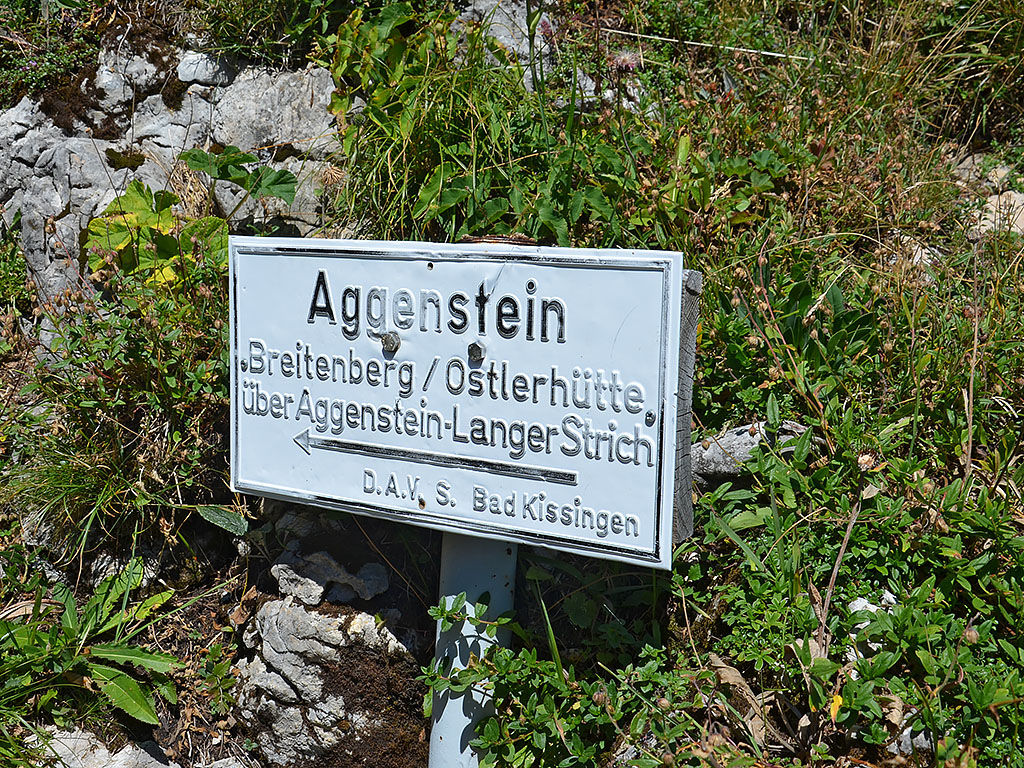 Aggenstein
Breitenberg / Ostlerhütte
über Aggenstein-Langer Strich
D.A.V. S. Bad Kissingen